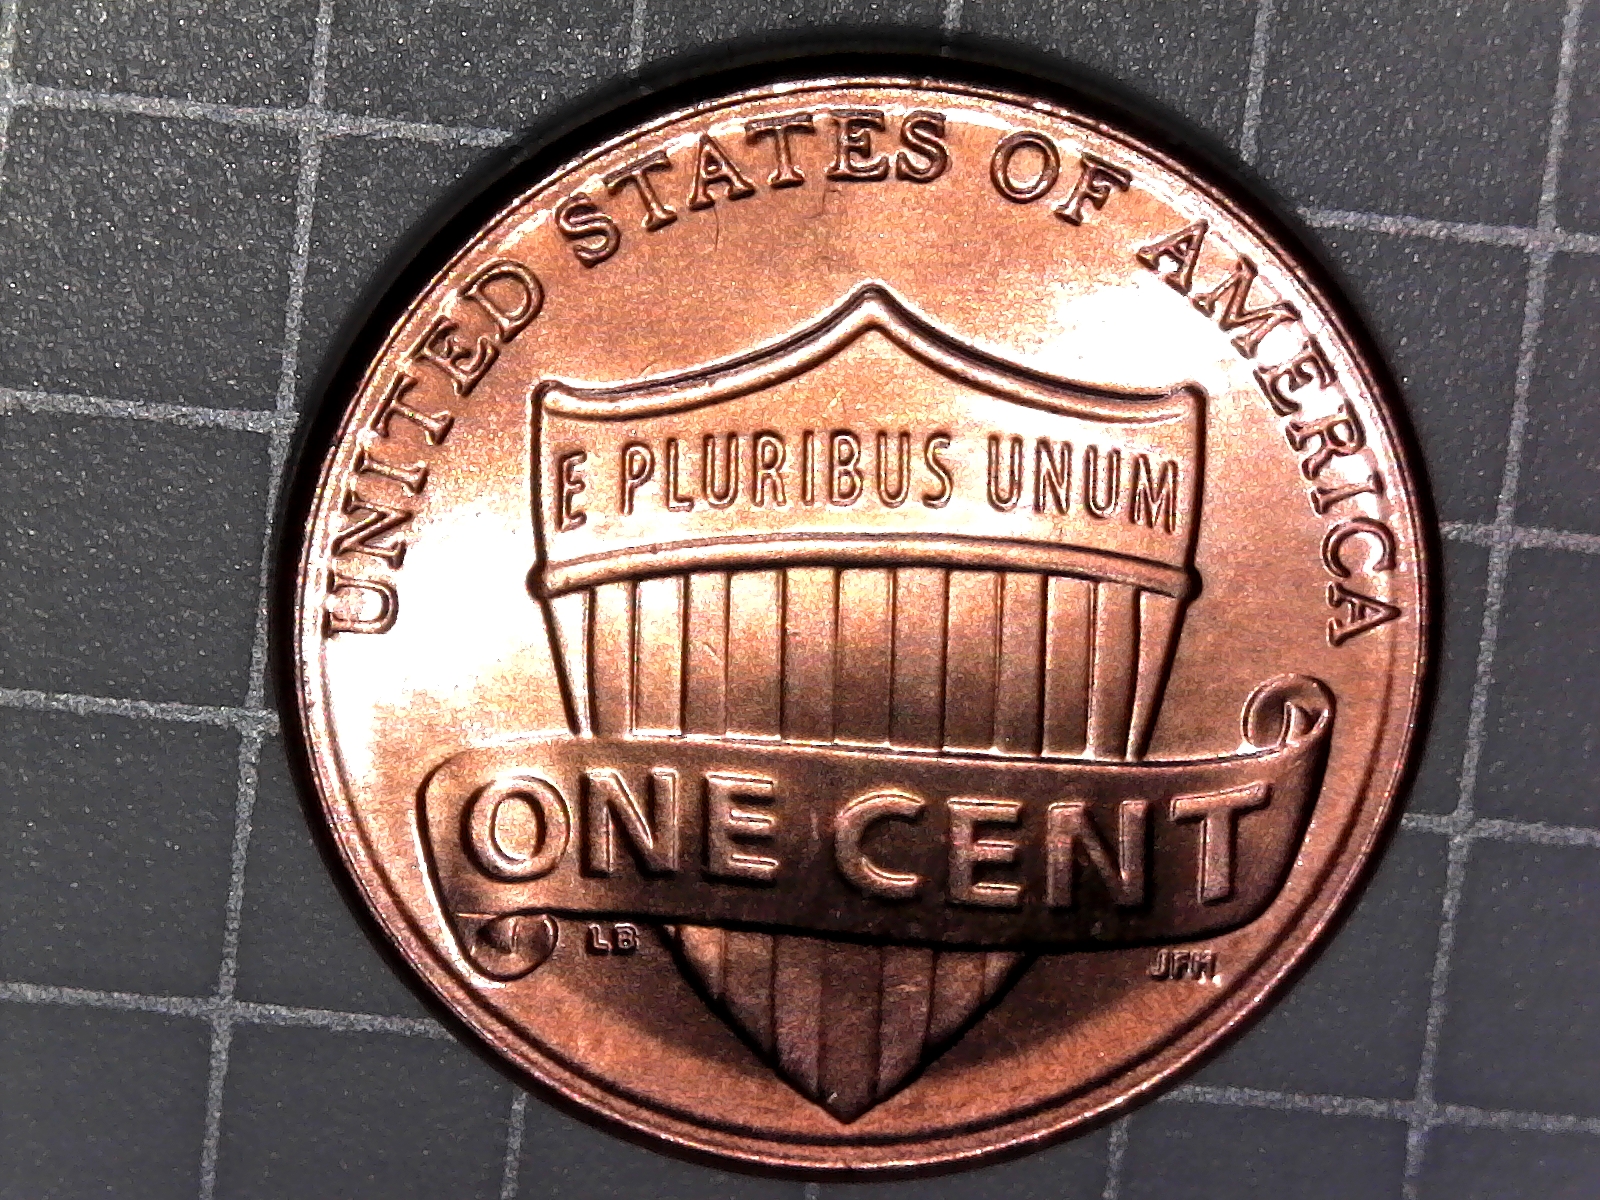 UNITED STATES OF AMERICA
E PLURIBUS UNUM
ONE CENT
LB
JFM